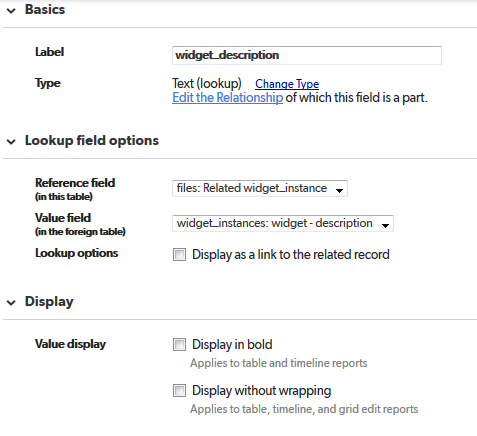 Basics
Label widget_description
Type Text (lookup) Change Type
Edit the Relationship of which this field is a part.
Lookup field options
Reference field files: Related widget_instance
(in this table)
Value field widget_instances: widget - description
(in the foreign table)
Lookup options Display as a link to the related record
Display
Value display Display in bold
Applies to table and timeline reports
Display without wrapping
Applies to table, timeline, and grid edit reports